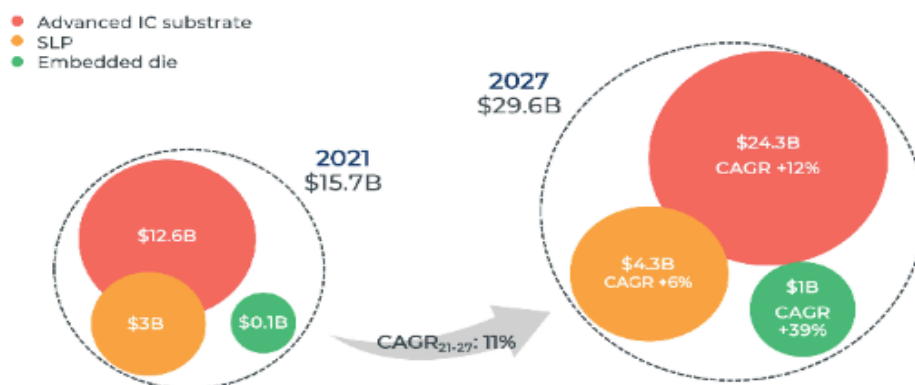 Advanced IC substrate
SLP
Embedded die
2021
$15.7B
$12.6B
$3B
$0.1B
CAGR21-27: 11%
2027
$29.6B
$24.3B
CAGR +12%
$4.3B
CAGR +6%
$1B
CAGR
+39%